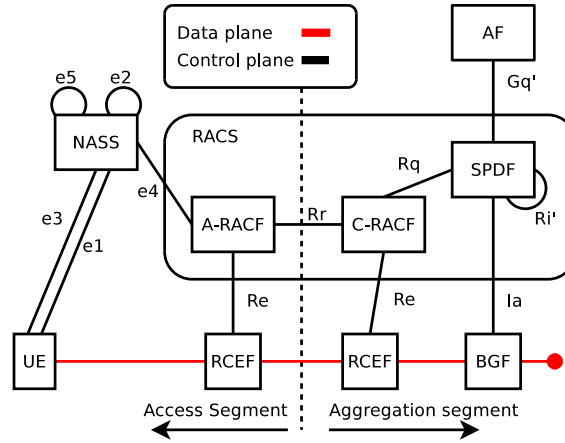 Data plane
Control plane
AF
e5
e2
Gq'
NASS
RACS
Rq
SPDF
e4
e3
A-RACF
Rr
C-RACF
Ri'
e1
Re
Re
Ia
UE
RCEF
RCEF
BGF
Access Segment
Aggregation segment